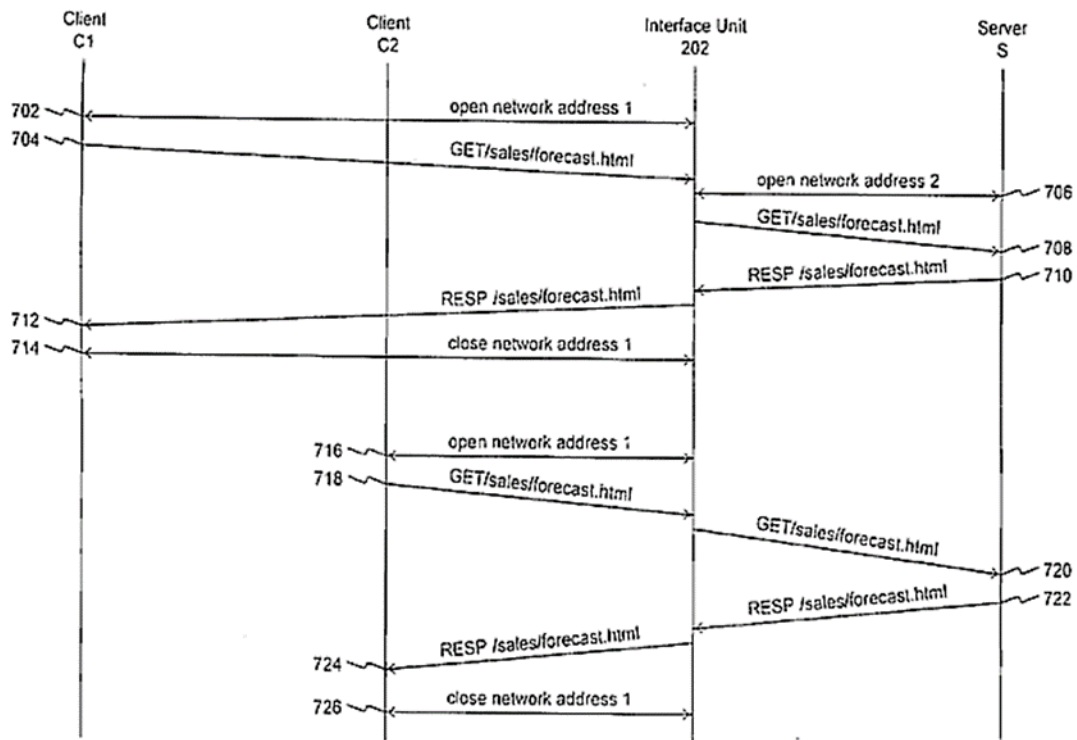 Client
C1
Client
C2
Interface Unit
202
Server
S
702
open network address 1
704
GET/sales/forecast.html
open network address 2
706
GET/sales/forecast.html
708
RESP /sales/forecast.html
710
RESP /sales/forecast.html
712
714
close network address 1
716
open network address 1
718
GET/sales/forecast.html
GET/sales/forecast.html
720
RESP /sales/forecast.html
722
RESP /sales/forecast.html
724
726
close network address 1